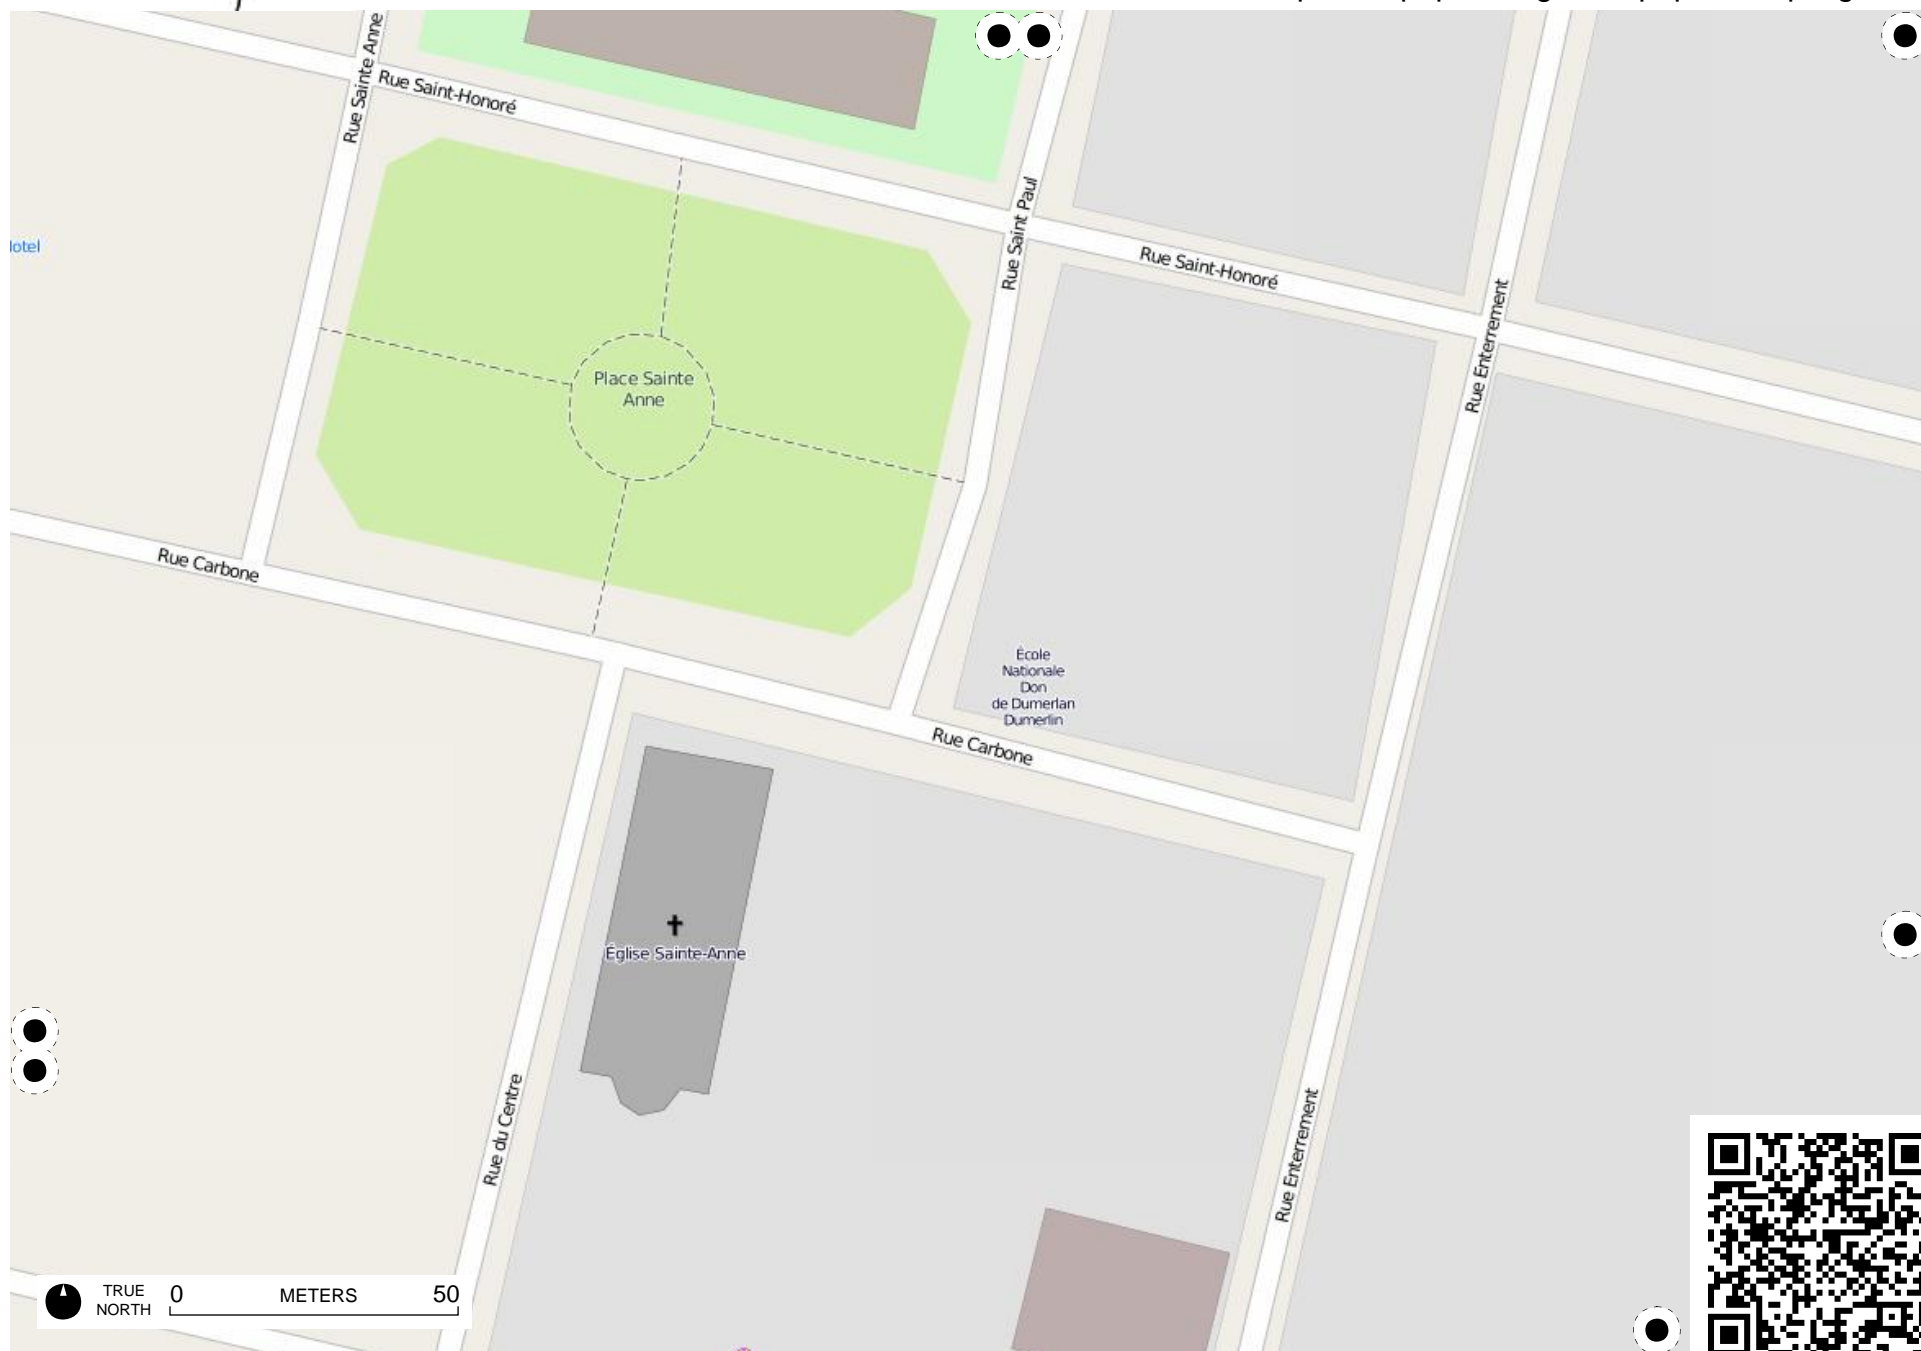 Rue Sainte Anne
Rue Saint-Honoré
Rue Saint Paul
Rue Saint-Honoré
Rue Enterrement
Place Sainte
Anne
Rue Carbone
École
Nationale
Don
de Dumerlan
Dumerlin
Rue Carbone
Église Sainte-Anne
Rue du Centre
Rue Enterrement
TRUE
NORTH
0 METERS 50